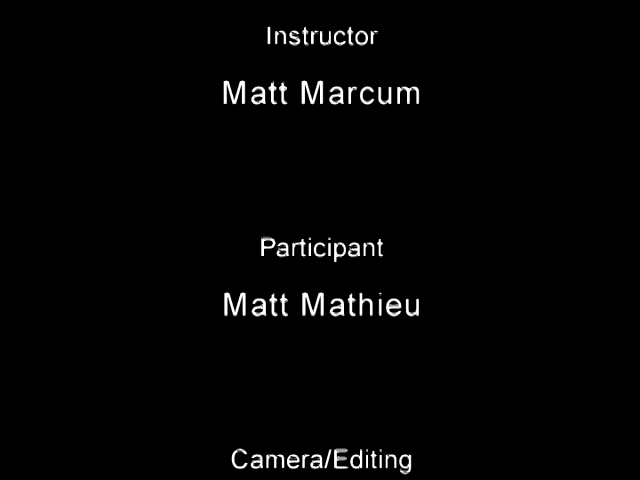 Instructor
Matt Marcum
Participant
Matt Mathieu
Camera/Editing